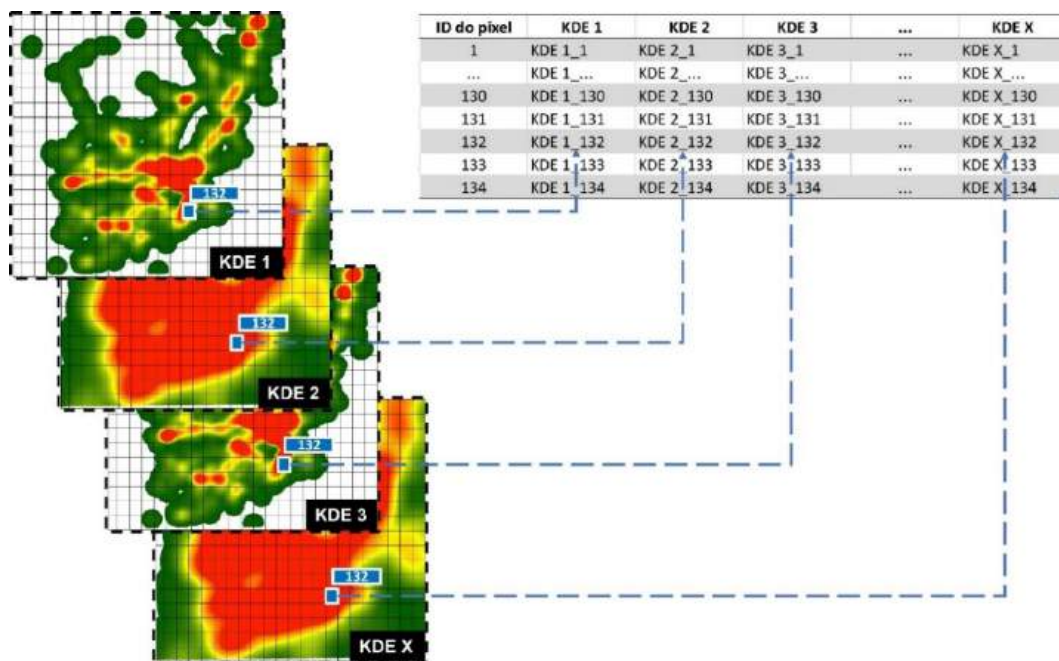 ID do pixel KDE 1 KDE 2 KDE 3 ... KDE X
1 KDE 1_1 KDE 2_1 KDE 3_1 KDE X_1
... KDE 1_... KDE 2_... KDE 3_... ... KDE X_...
130 KDE 1_130 KDE 2_130 KDE 3_130 ... KDE X_130
131 KDE 1_131 KDE 2_131 KDE 3_131 ... KDE X_131
132 KDE 1_132 KDE 2_132 KDE 3_132 ... KDE X_132
133 KDE 1_133 KDE 2_133 KDE 3_133 ... KDE X_133
134 KDE 1_134 KDE 2_134 KDE 3_134 ... KDE X_134
132
KDE 1
132
KDE 2
132
KDE 3
132
KDE X